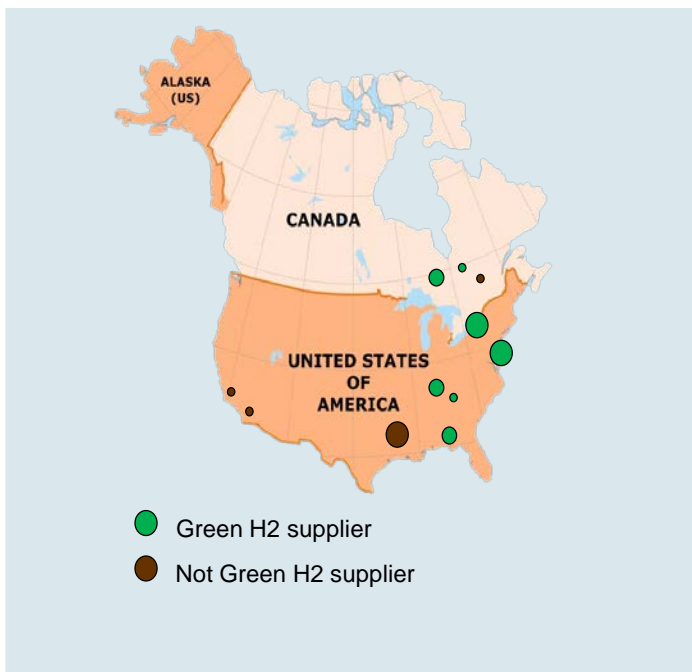 ALASKA
(US)
CANADA
UNITED STATES
OF
AMERICA
Green H2 supplier
Not Green H2 supplier